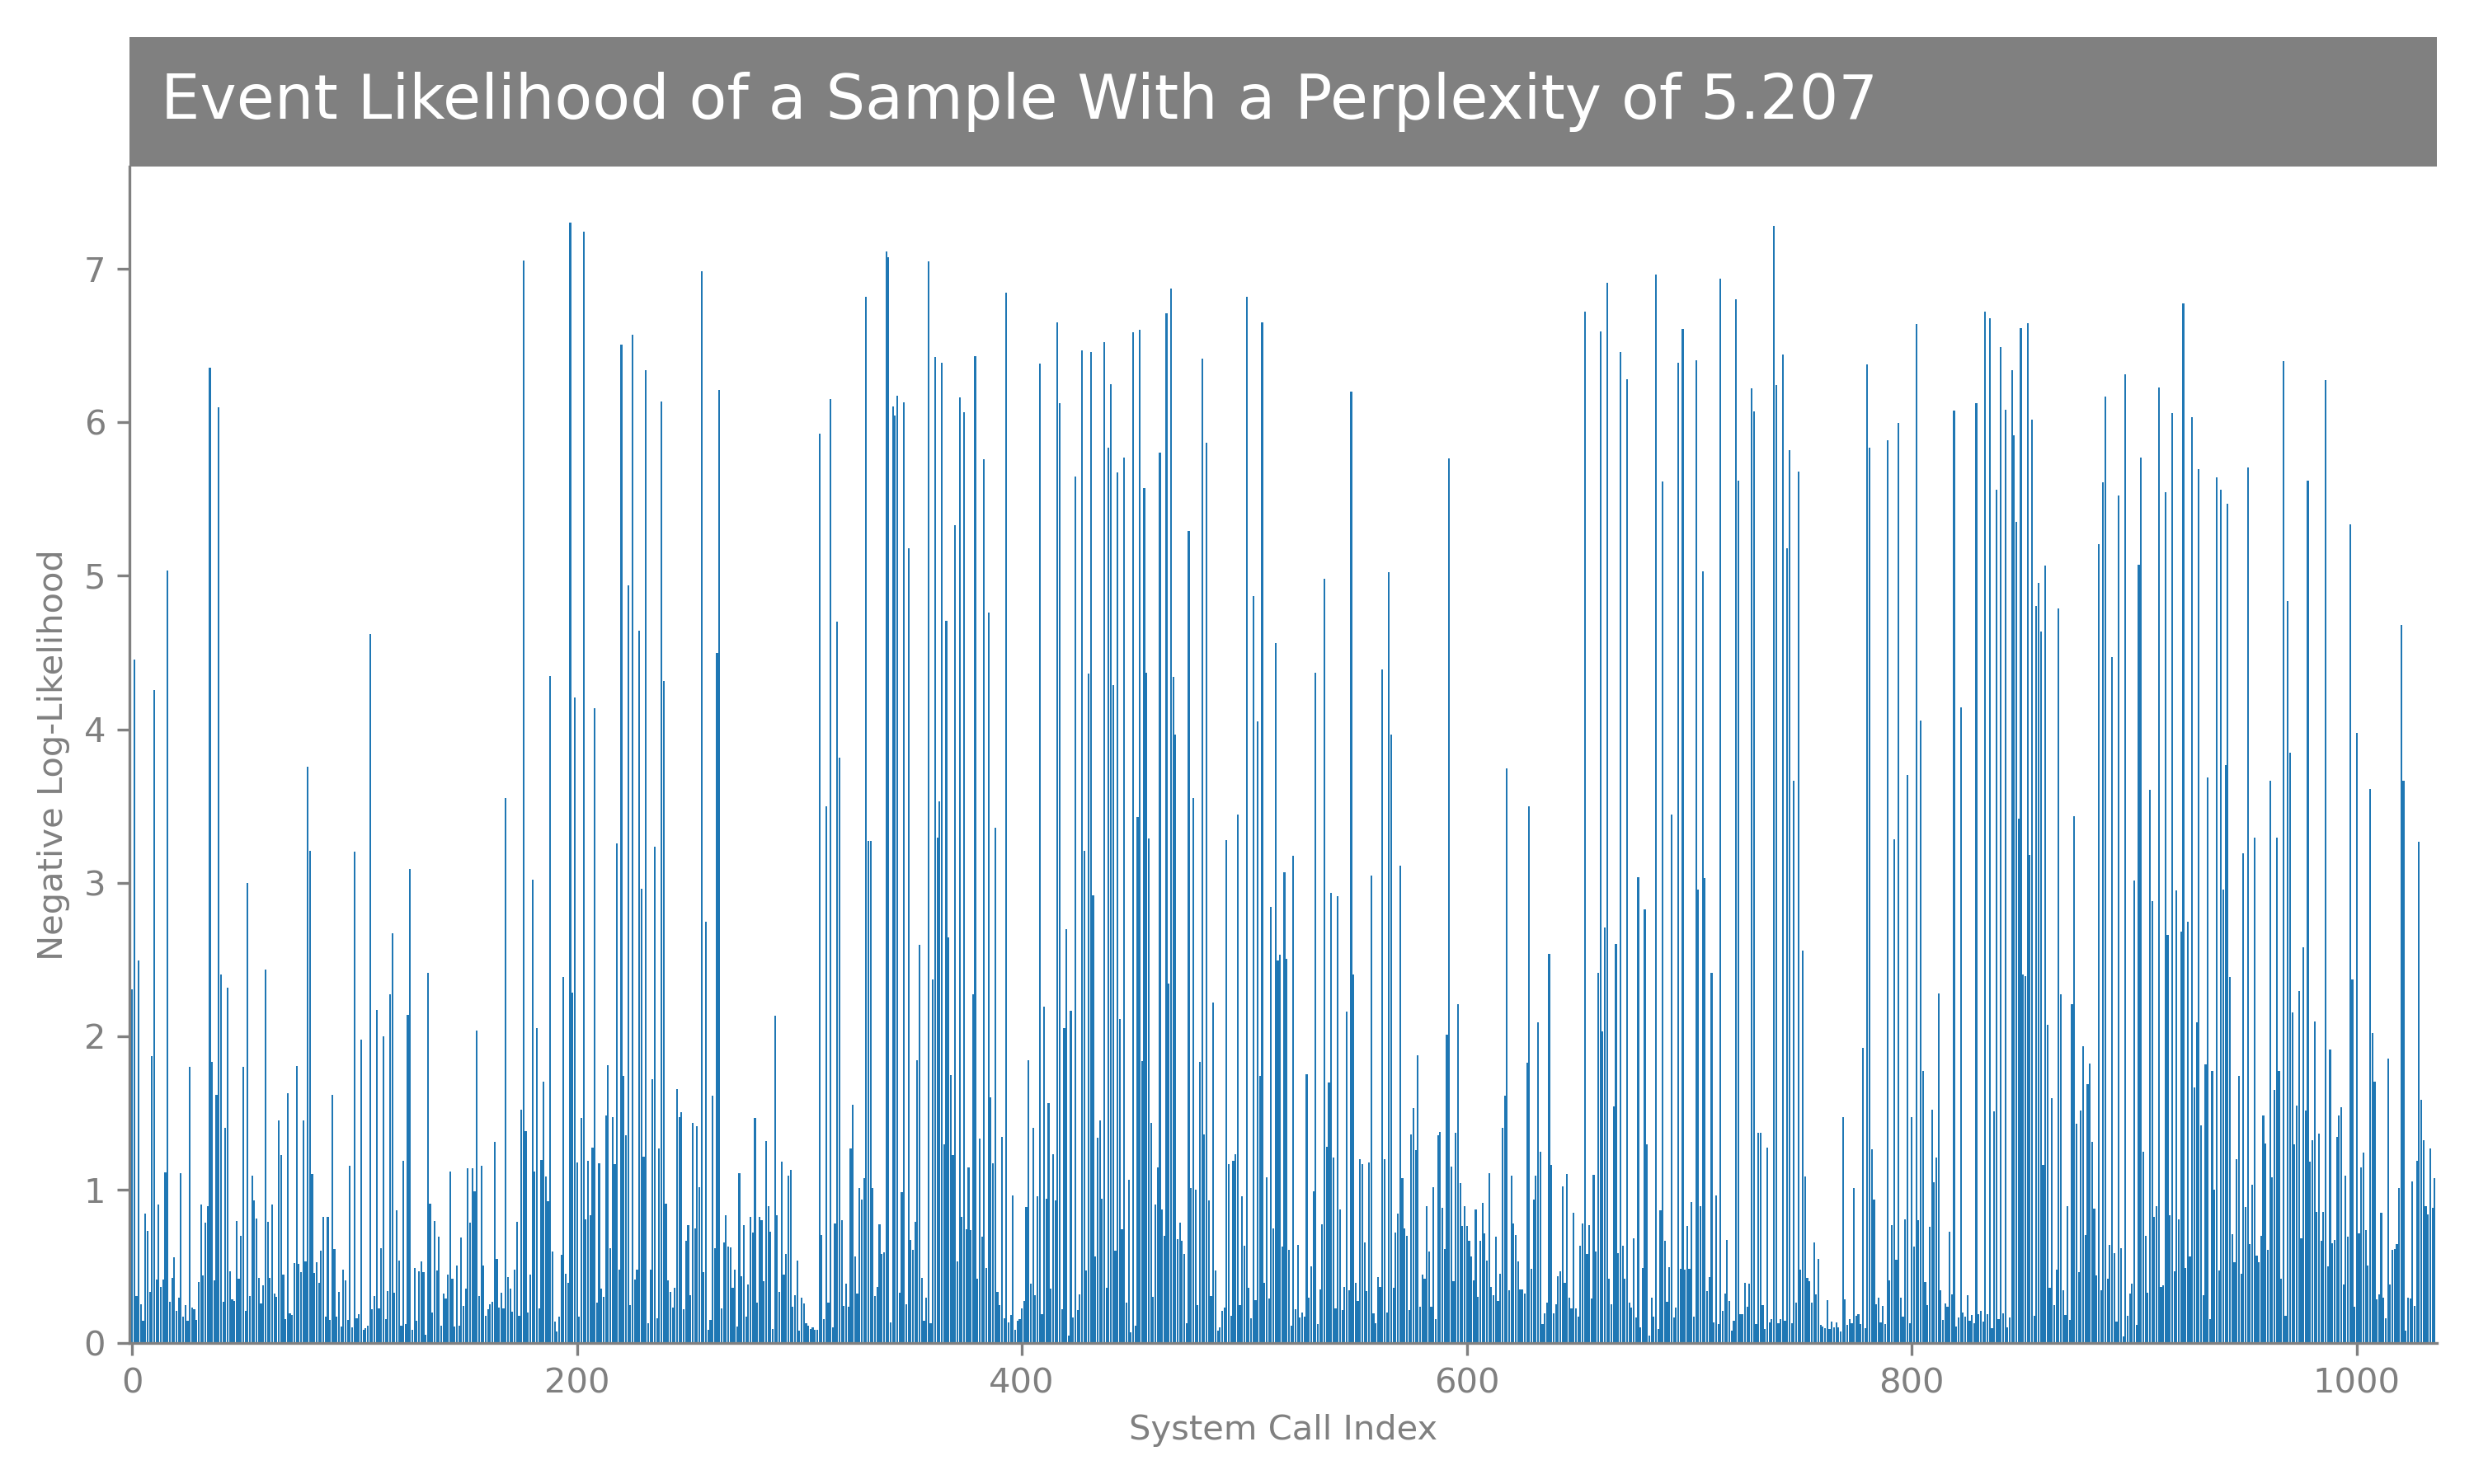 Event Likelihood of a Sample With a Perplexity of 5.207
7
6
5
4
3
2
1
0
Negative Log-Likelihood
0 200 400 600 800 1000
System Call Index